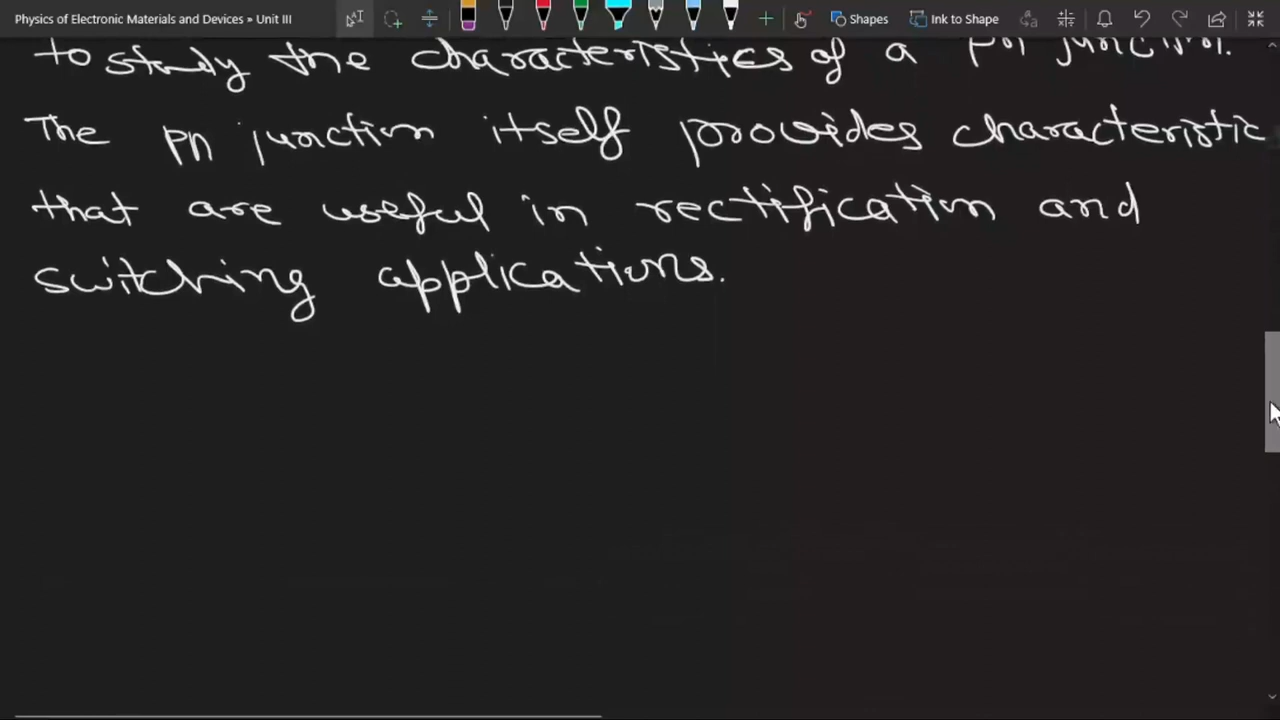 Physics of Electronic Materials and Devices » Unit III
Shapes
Ink to Shape
to study the characteristics of a pn junction.
The pn junction itself provides characteristic
that are useful in rectification and
switching applications.